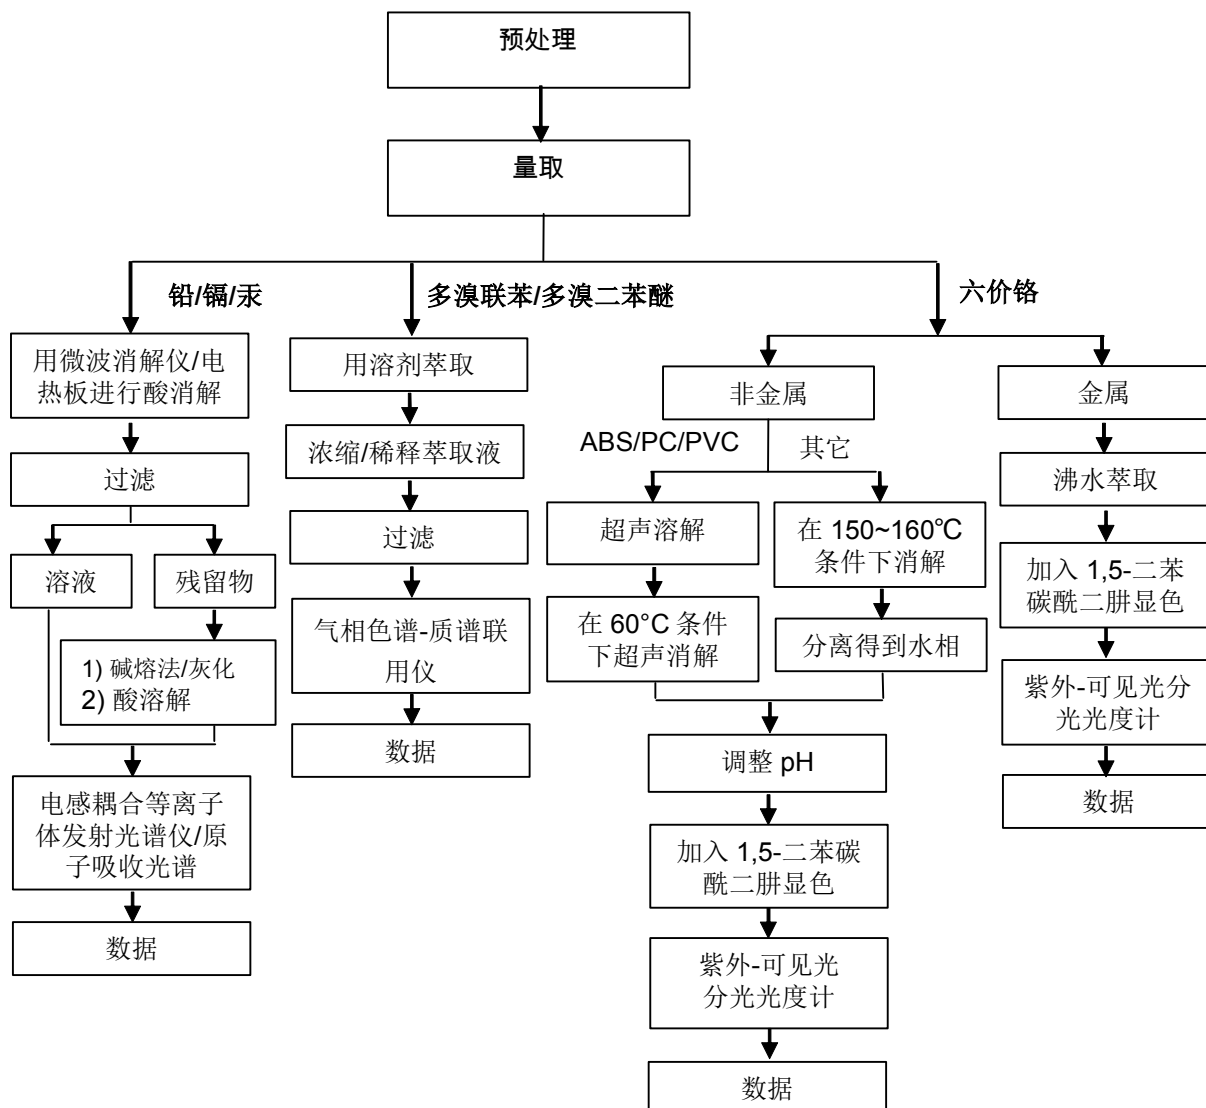 预处理
量取
铅/镉/汞
多溴联苯/多溴二苯醚
六价铬
用微波消解仪/电
热板进行酸消解
过滤
溶液
残留物
1) 碱熔法/灰化
2) 酸溶解
电感耦合等离子
体发射光谱仪/原
子吸收光谱
数据
用溶剂萃取
浓缩/稀释萃取液
过滤
气相色谱-质谱联
用仪
数据
非金属
ABS/PC/PVC
其它
超声溶解
在 60°C 条件
下超声消解
在 150~160℃
条件下消解
分离得到水相
调整 pH
加入 1,5-二苯碳
酰二肼显色
紫外-可见光
分光光度计
数据
金属
沸水萃取
加入 1,5-二苯
碳酰二肼显色
紫外-可见光分
光光度计
数据